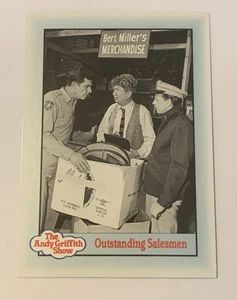 Bert Miller's
MERCHANDISE
The
Andy Griffith
Show
Outstanding Salesmen